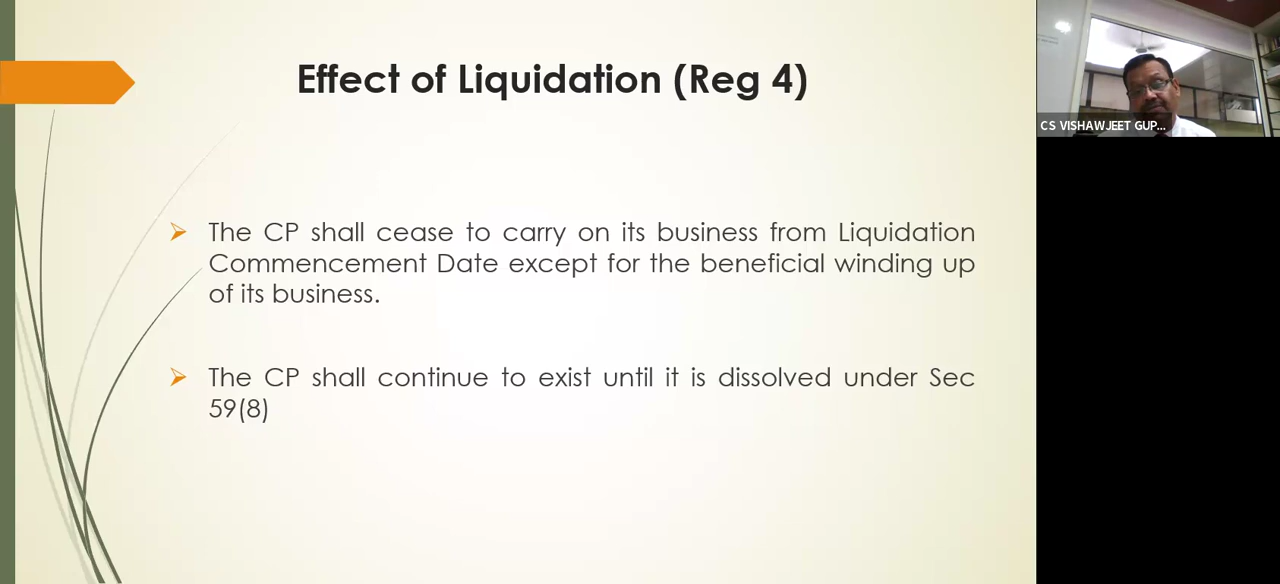 Effect of Liquidation (Reg 4)
The CP shall cease to carry on its business from Liquidation
Commencement Date except for the beneficial winding up
of its business.
The CP shall continue to exist until it is dissolved under Sec
59(8)
CS VISHAWJEET GUP...